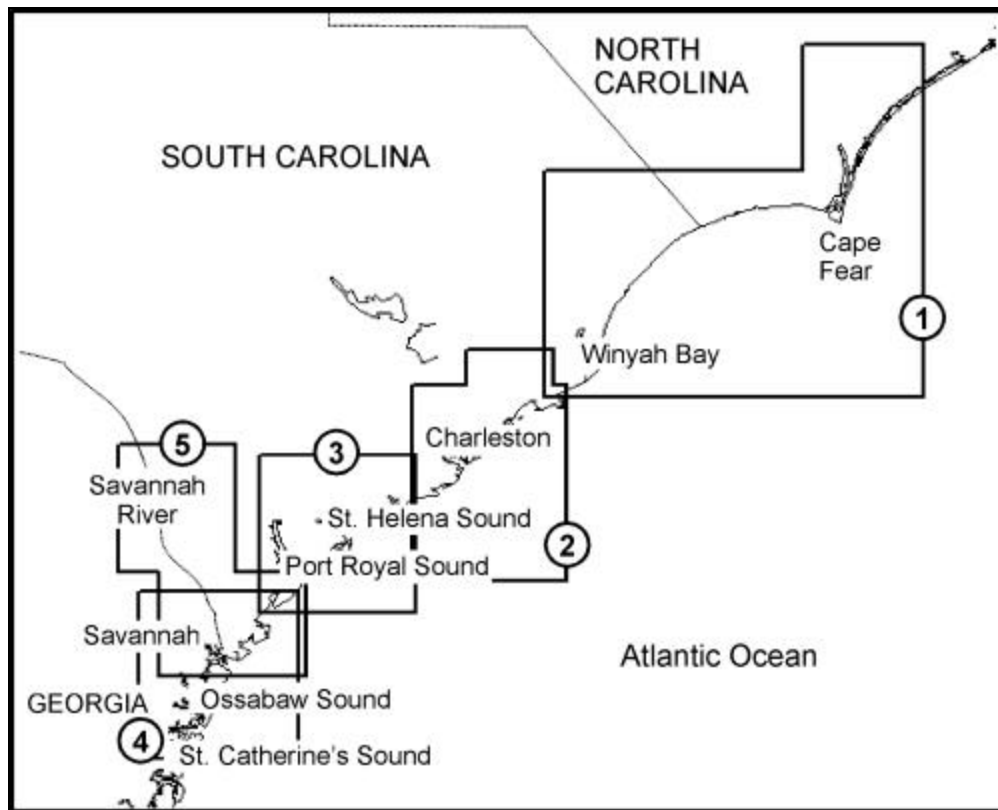 NORTH
CAROLINA
SOUTH CAROLINA
Cape
Fear
1
Winyah Bay
Charleston
5
3
Savannah
River
St. Helena Sound
2
Port Royal Sound
Savannah
Atlantic Ocean
GEORGIA
Ossabaw Sound
4
St. Catherine's Sound